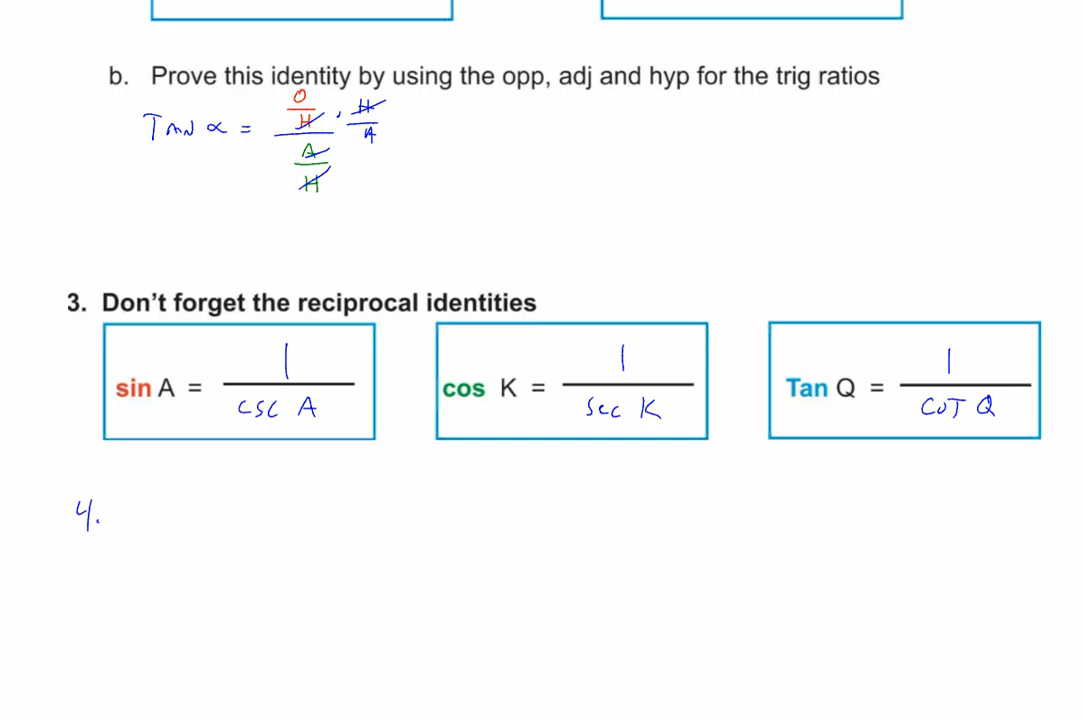 b. Prove this identity by using the opp, adj and hyp for the trig ratios
Tan α = O/H / A/H · H/A
3. Don't forget the reciprocal identities
sin A = 1 / csc A
cos K = 1 / sec K
Tan Q = 1 / COT Q
4.